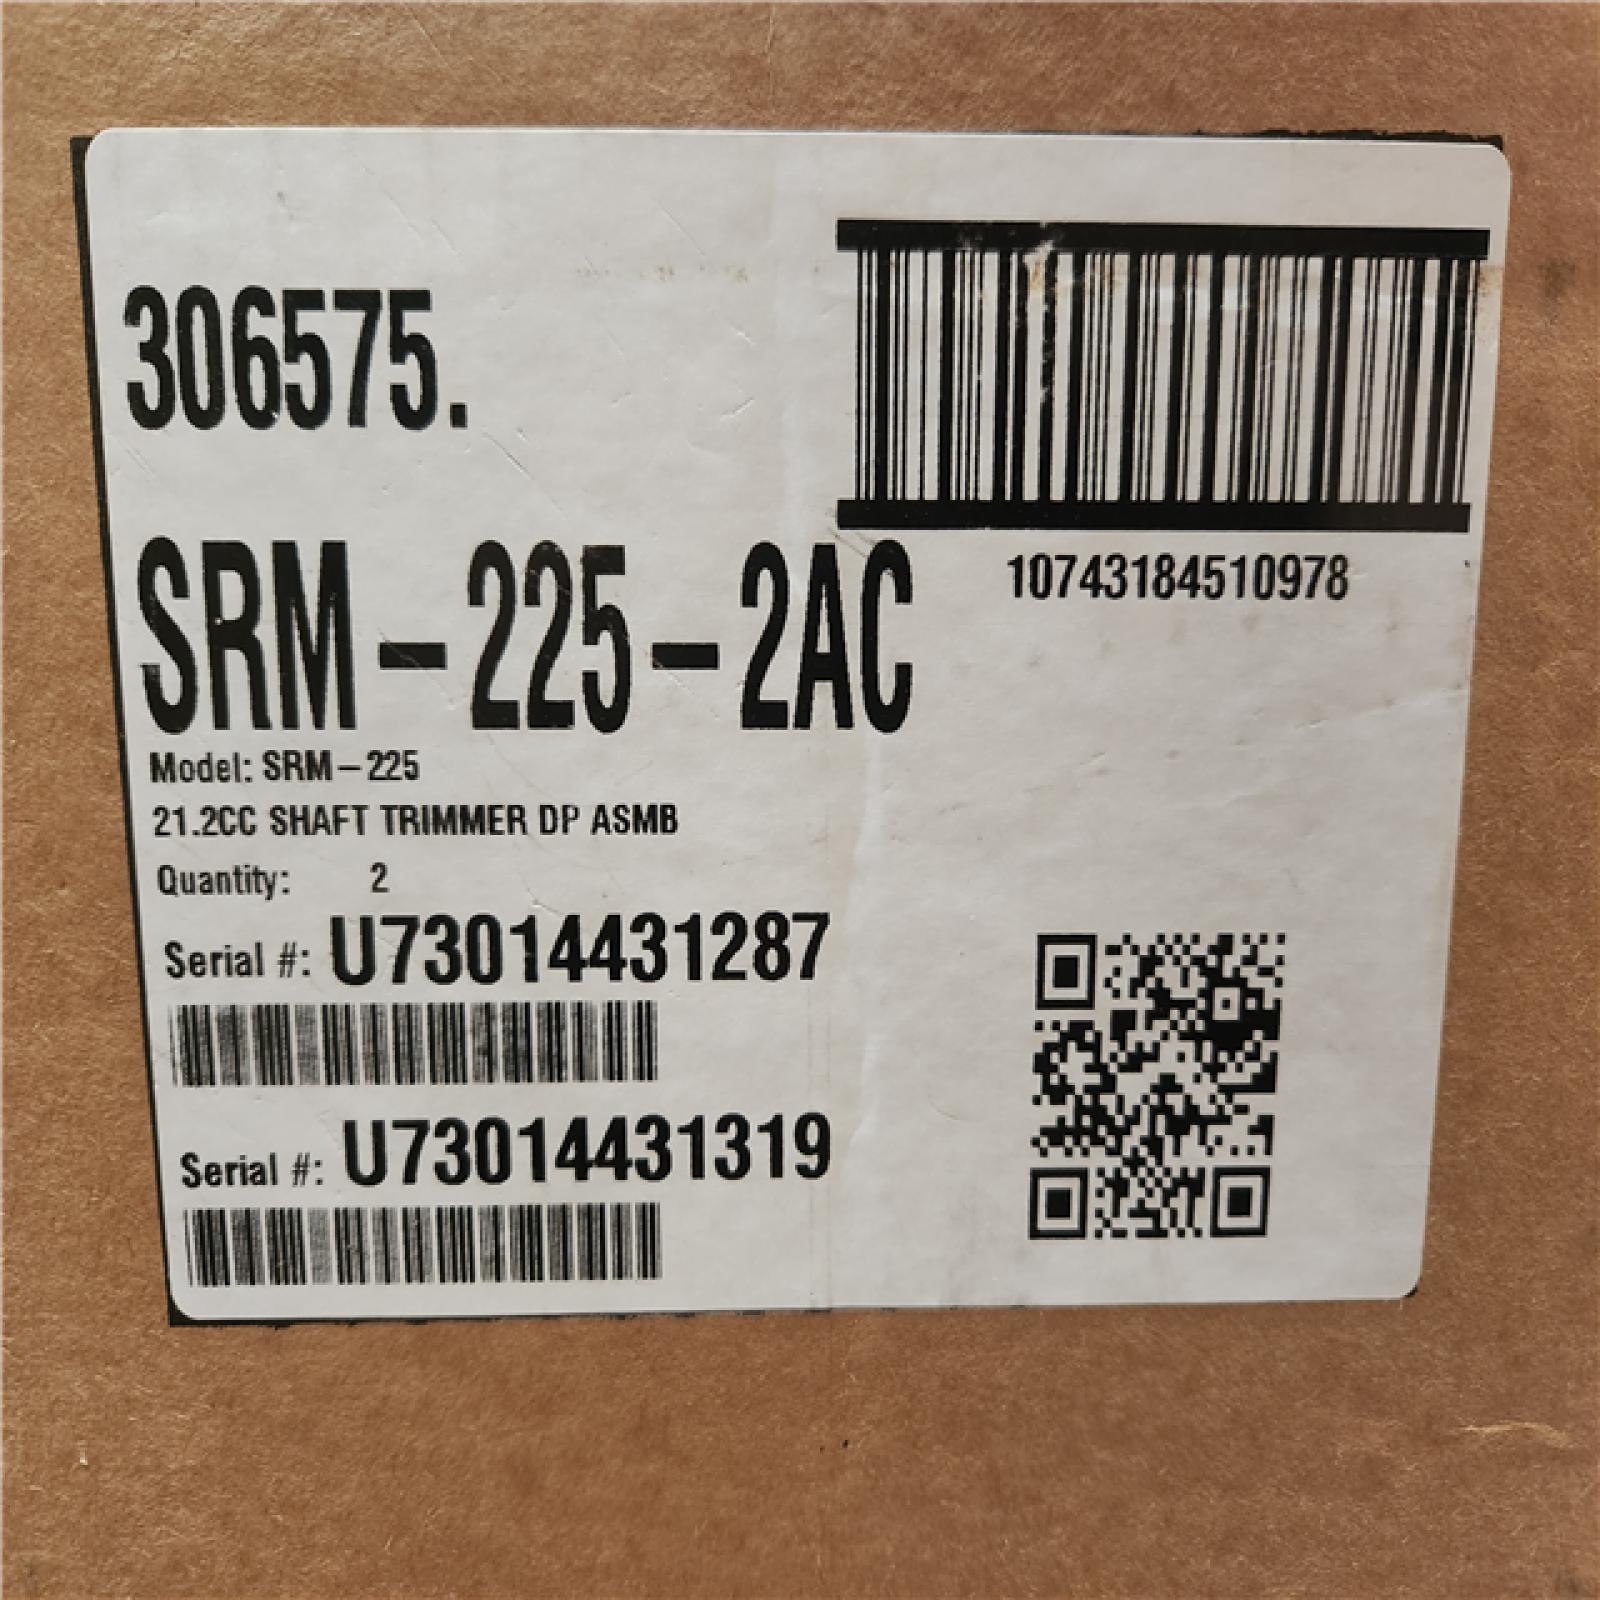 306575.
10743184510978
SRM-225-2AC
Model: SRM-225
21.2CC SHAFT TRIMMER DP ASMB
Quantity: 2
Serial #: U73014431287
Serial #: U73014431319